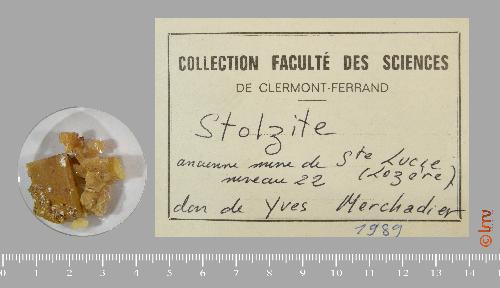 COLLECTION FACULTÉ DES SCIENCES
DE CLERMONT-FERRAND
Stolzite
ancienne mine de Ste Lucie
niveau 22 (Lozère)
don de Yves Merchadier
1989
© lmv
0 1 2 3 4 5 6 7 8 9 10 11 12 13 14